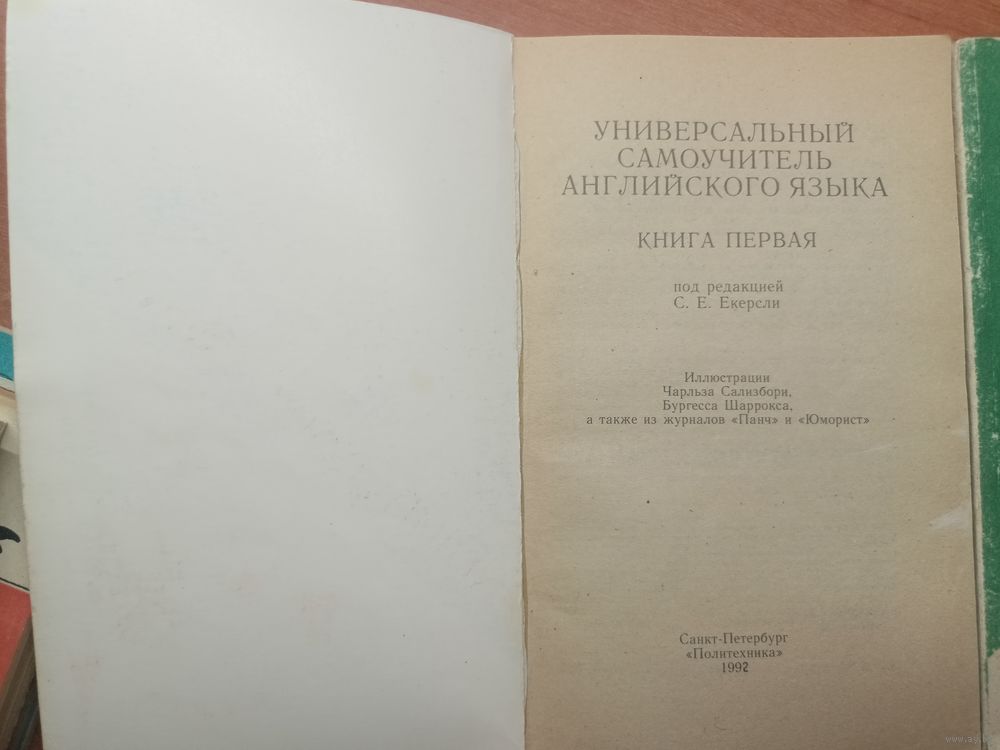 УНИВЕРСАЛЬНЫЙ
САМОУЧИТЕЛЬ
АНГЛИЙСКОГО ЯЗЫКА
КНИГА ПЕРВАЯ
под редакцией
С. Е. Екерсли
Иллюстрации
Чарльза Сализбори,
Бургесса Шаррокса,
а также из журналов «Панч» и «Юморист»
Санкт-Петербург
«Политехника»
1992